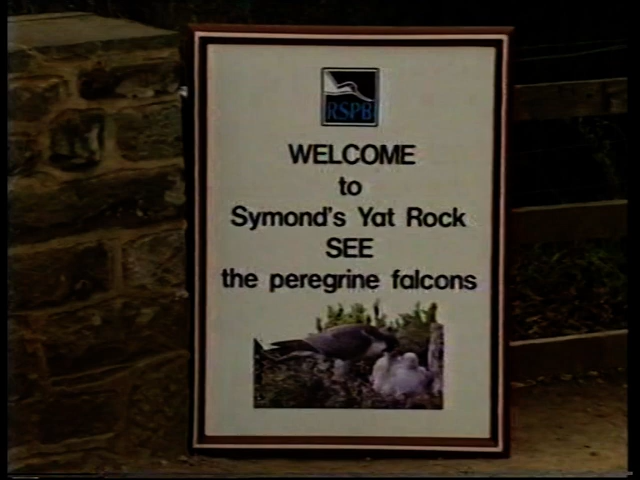 RSPB
WELCOME
to
Symond's Yat Rock
SEE
the peregrine falcons